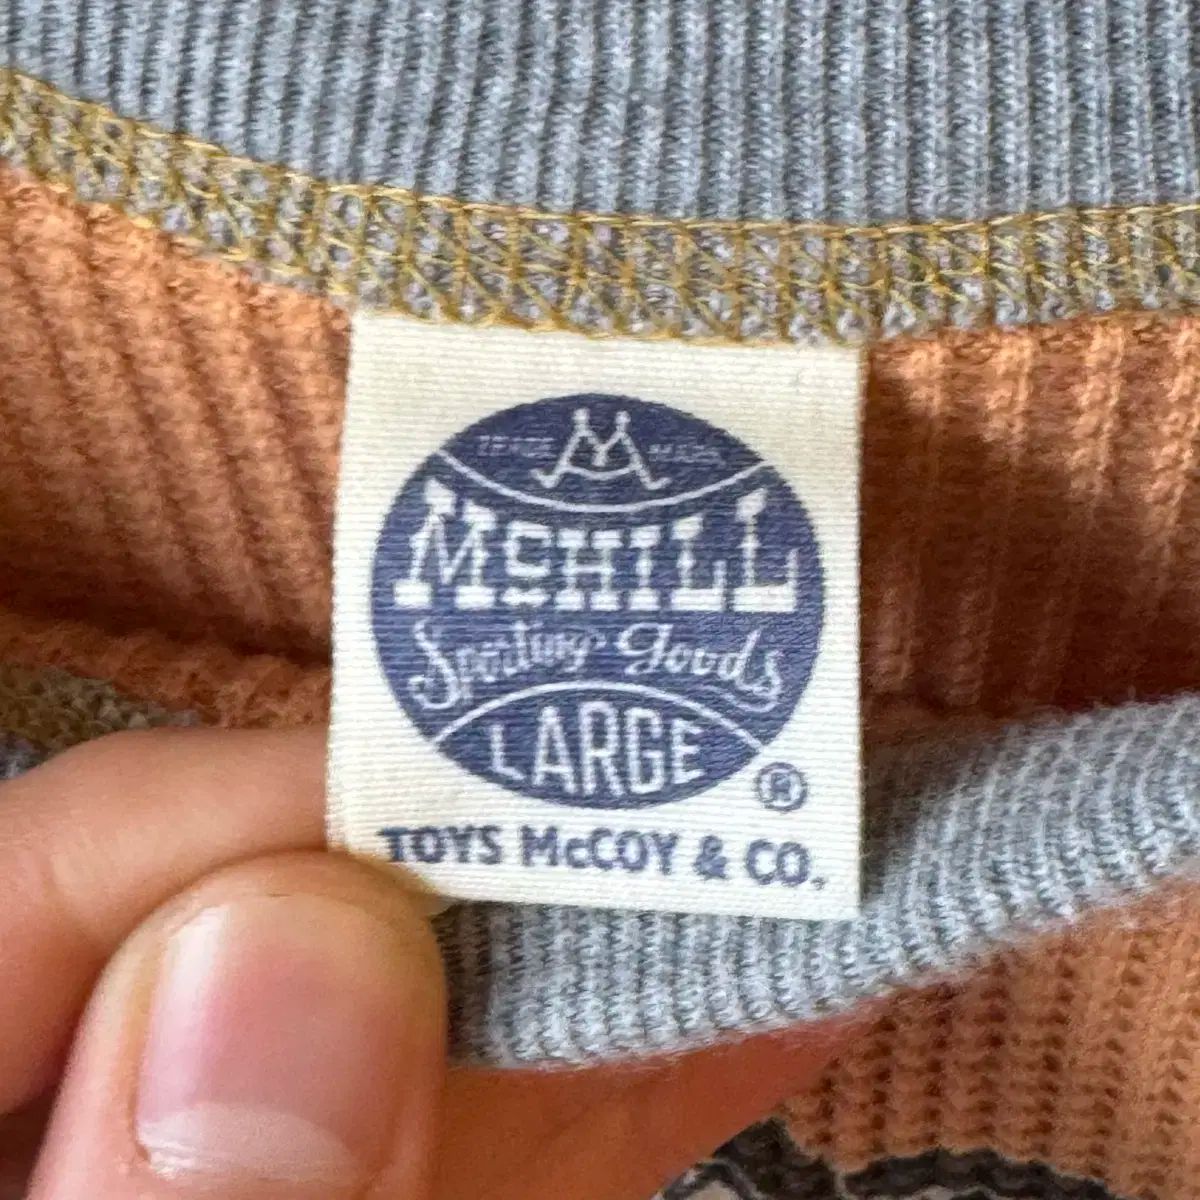 TRADE MARK
McHILL
Sporting Goods
LARGE
®
TOYS McCOY & CO.